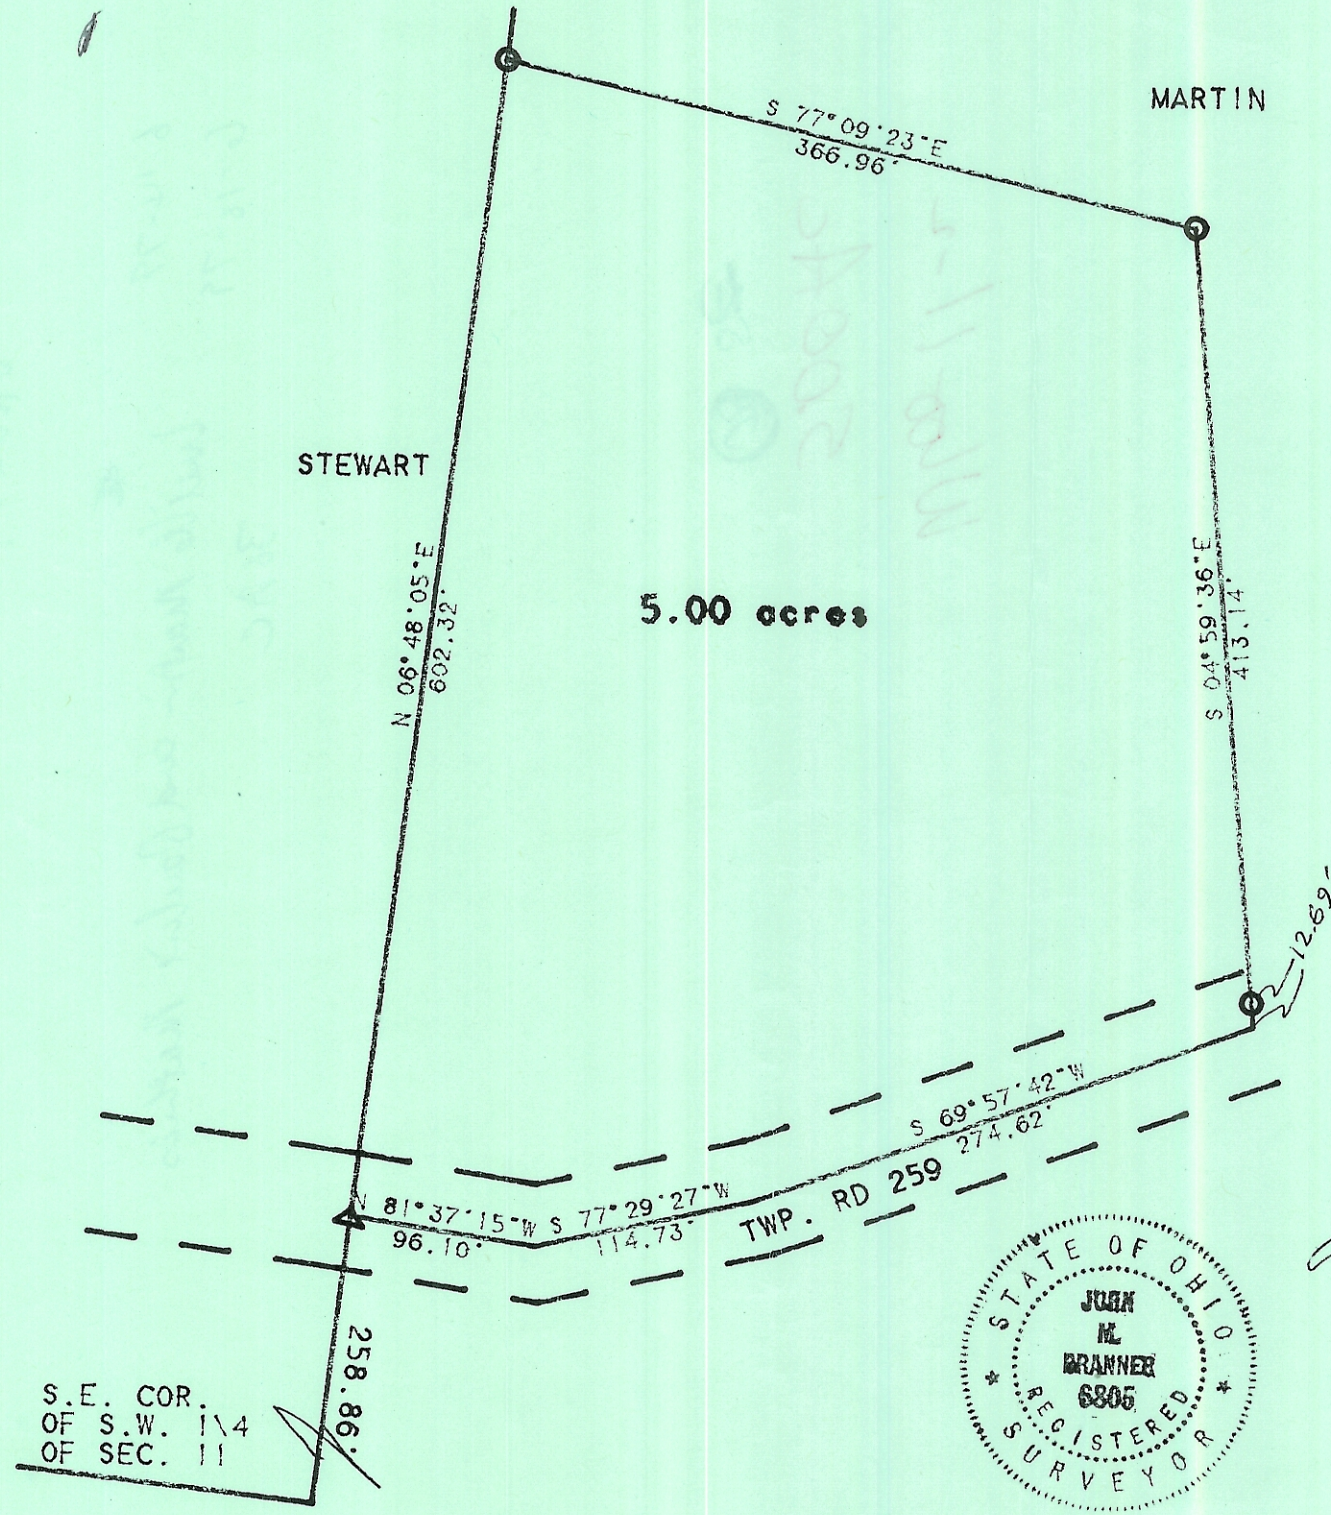 MARTIN
S 77°09'23"E
366.96'
STEWART
N 06°48'05"E
602.32'
5.00 acres
S 04°59'36"E
413.14'
12.69
S 69°57'42"W
274.62'
N 81°37'15"W
96.10'
S 77°29'27"W
114.73'
TWP. RD 259
258.86'
S.E. COR.
OF S.W. 1\4
OF SEC. 11
STATE OF OHIO
JOHN
M.
BRANNER
6805
REGISTERED
SURVEYOR